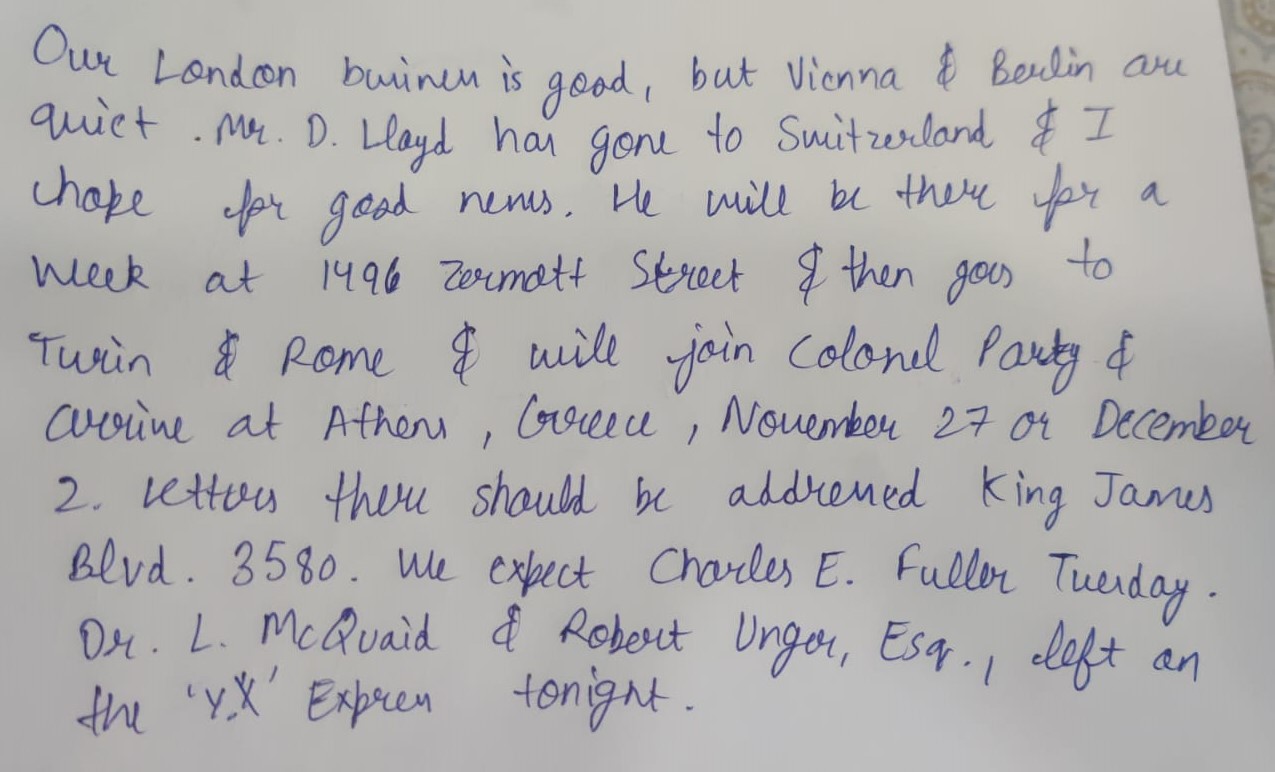 Our London business is good, but Vienna & Berlin are
quiet. Mr. D. Lloyd has gone to Switzerland & I
hope for good news. He will be there for a
week at 1496 Zermott Street & then goes to
Turin & Rome & will join Colonel Party &
arrive at Athens, Greece, November 27 or December
2. Letters there should be addressed King James
Blvd. 3580. We expect Charles E. Fuller Tuesday.
Dr. L. McQuaid & Robert Unger, Esq., left on
the 'Y.X' Express tonight.